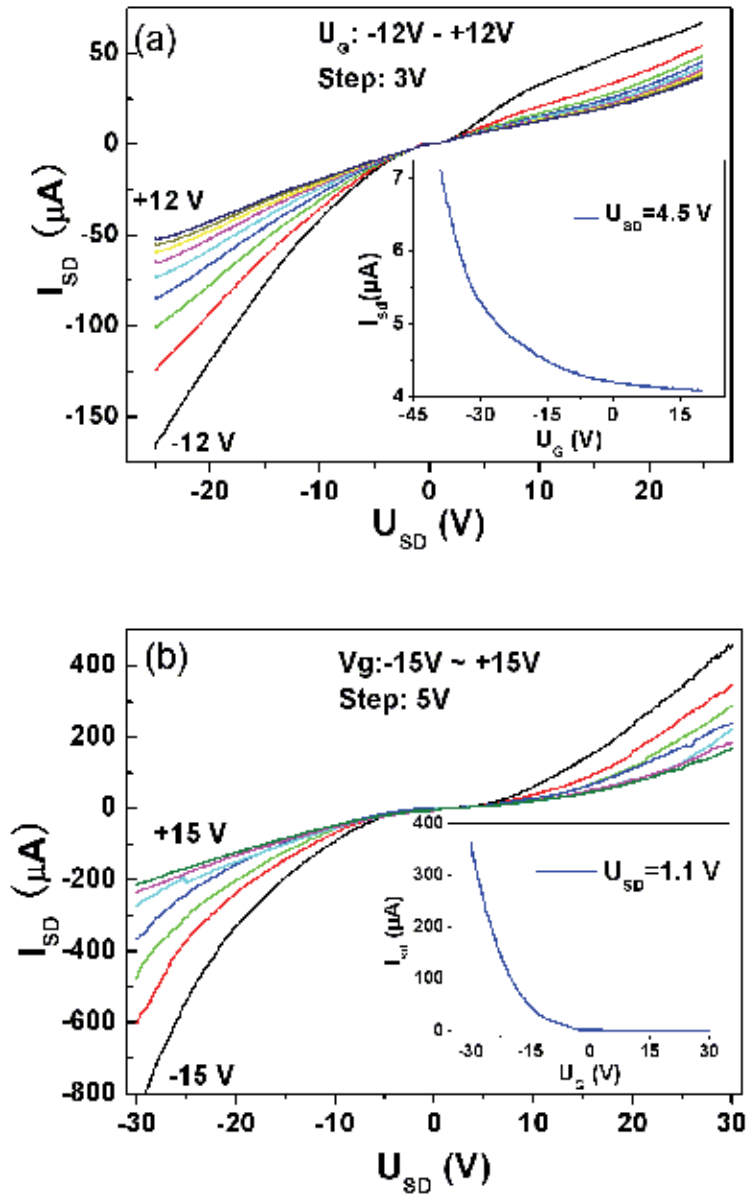 (a)
U_G: -12V - +12V
Step: 3V
50
0
-50
-100
-150
I_SD (µA)
+12 V
-12 V
-20
-10
0
10
20
U_SD (V)
7
6
5
4
I_sd(µA)
U_SD=4.5 V
-45
-30
-15
0
15
U_G (V)
(b)
Vg:-15V ~ +15V
Step: 5V
400
200
0
-200
-400
-600
-800
I_SD (µA)
+15 V
-15 V
-30
-20
-10
0
10
20
30
U_SD (V)
400
300
200
100
0
I_sd (µA)
U_SD=1.1 V
-30
-15
0
15
30
U_G (V)